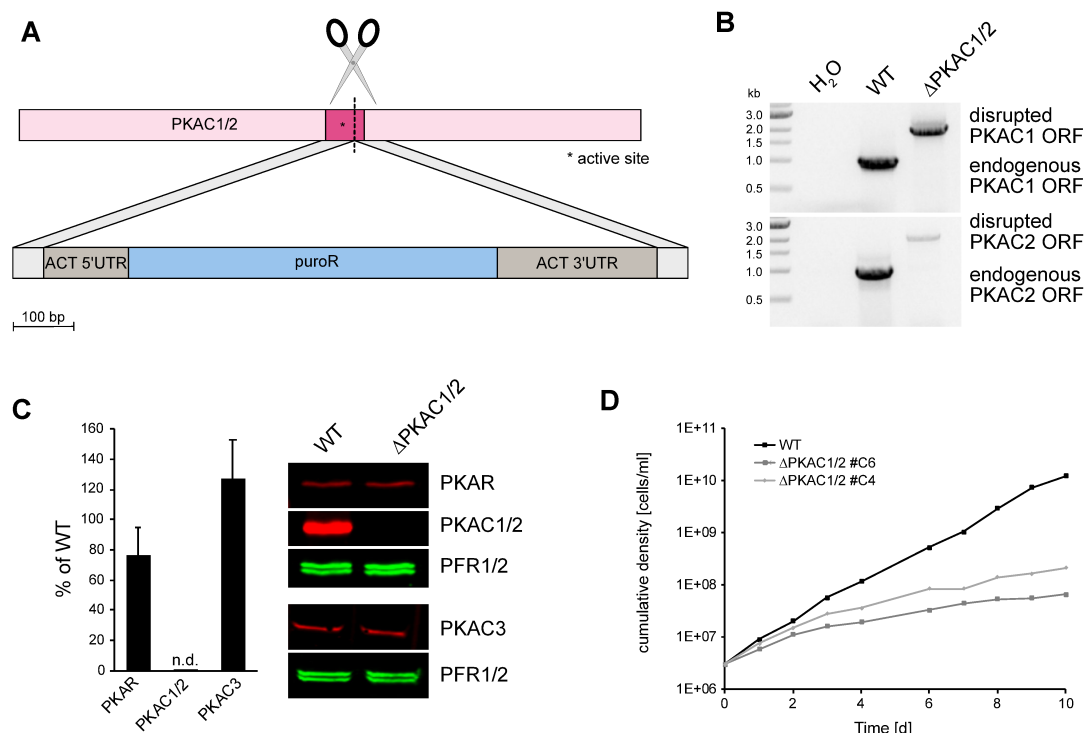 A
PKAC1/2
*
* active site
ACT 5'UTR
puroR
ACT 3'UTR
100 bp
B
H₂O
WT
ΔPKAC1/2
kb
3.0
2.0
1.5
1.0
0.5
disrupted
PKAC1 ORF
endogenous
PKAC1 ORF
3.0
2.0
1.5
1.0
0.5
disrupted
PKAC2 ORF
endogenous
PKAC2 ORF
C
% of WT
160
140
120
100
80
60
40
20
0
n.d.
PKAR
PKAC1/2
PKAC3
WT
ΔPKAC1/2
PKAR
PKAC1/2
PFR1/2
PKAC3
PFR1/2
D
cumulative density [cells/ml]
1E+11
1E+10
1E+09
1E+08
1E+07
1E+06
WT
ΔPKAC1/2 #C6
ΔPKAC1/2 #C4
0 2 4 6 8 10
Time [d]